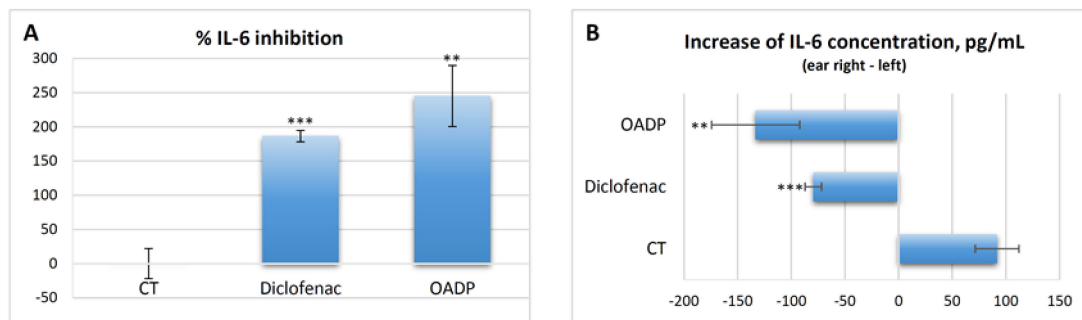 A
% IL-6 inhibition
300
250
200
150
100
50
0
-50
***
**
CT Diclofenac OADP
B
Increase of IL-6 concentration, pg/mL
(ear right - left)
OADP
**
Diclofenac
***
CT
-200 -150 -100 -50 0 50 100 150